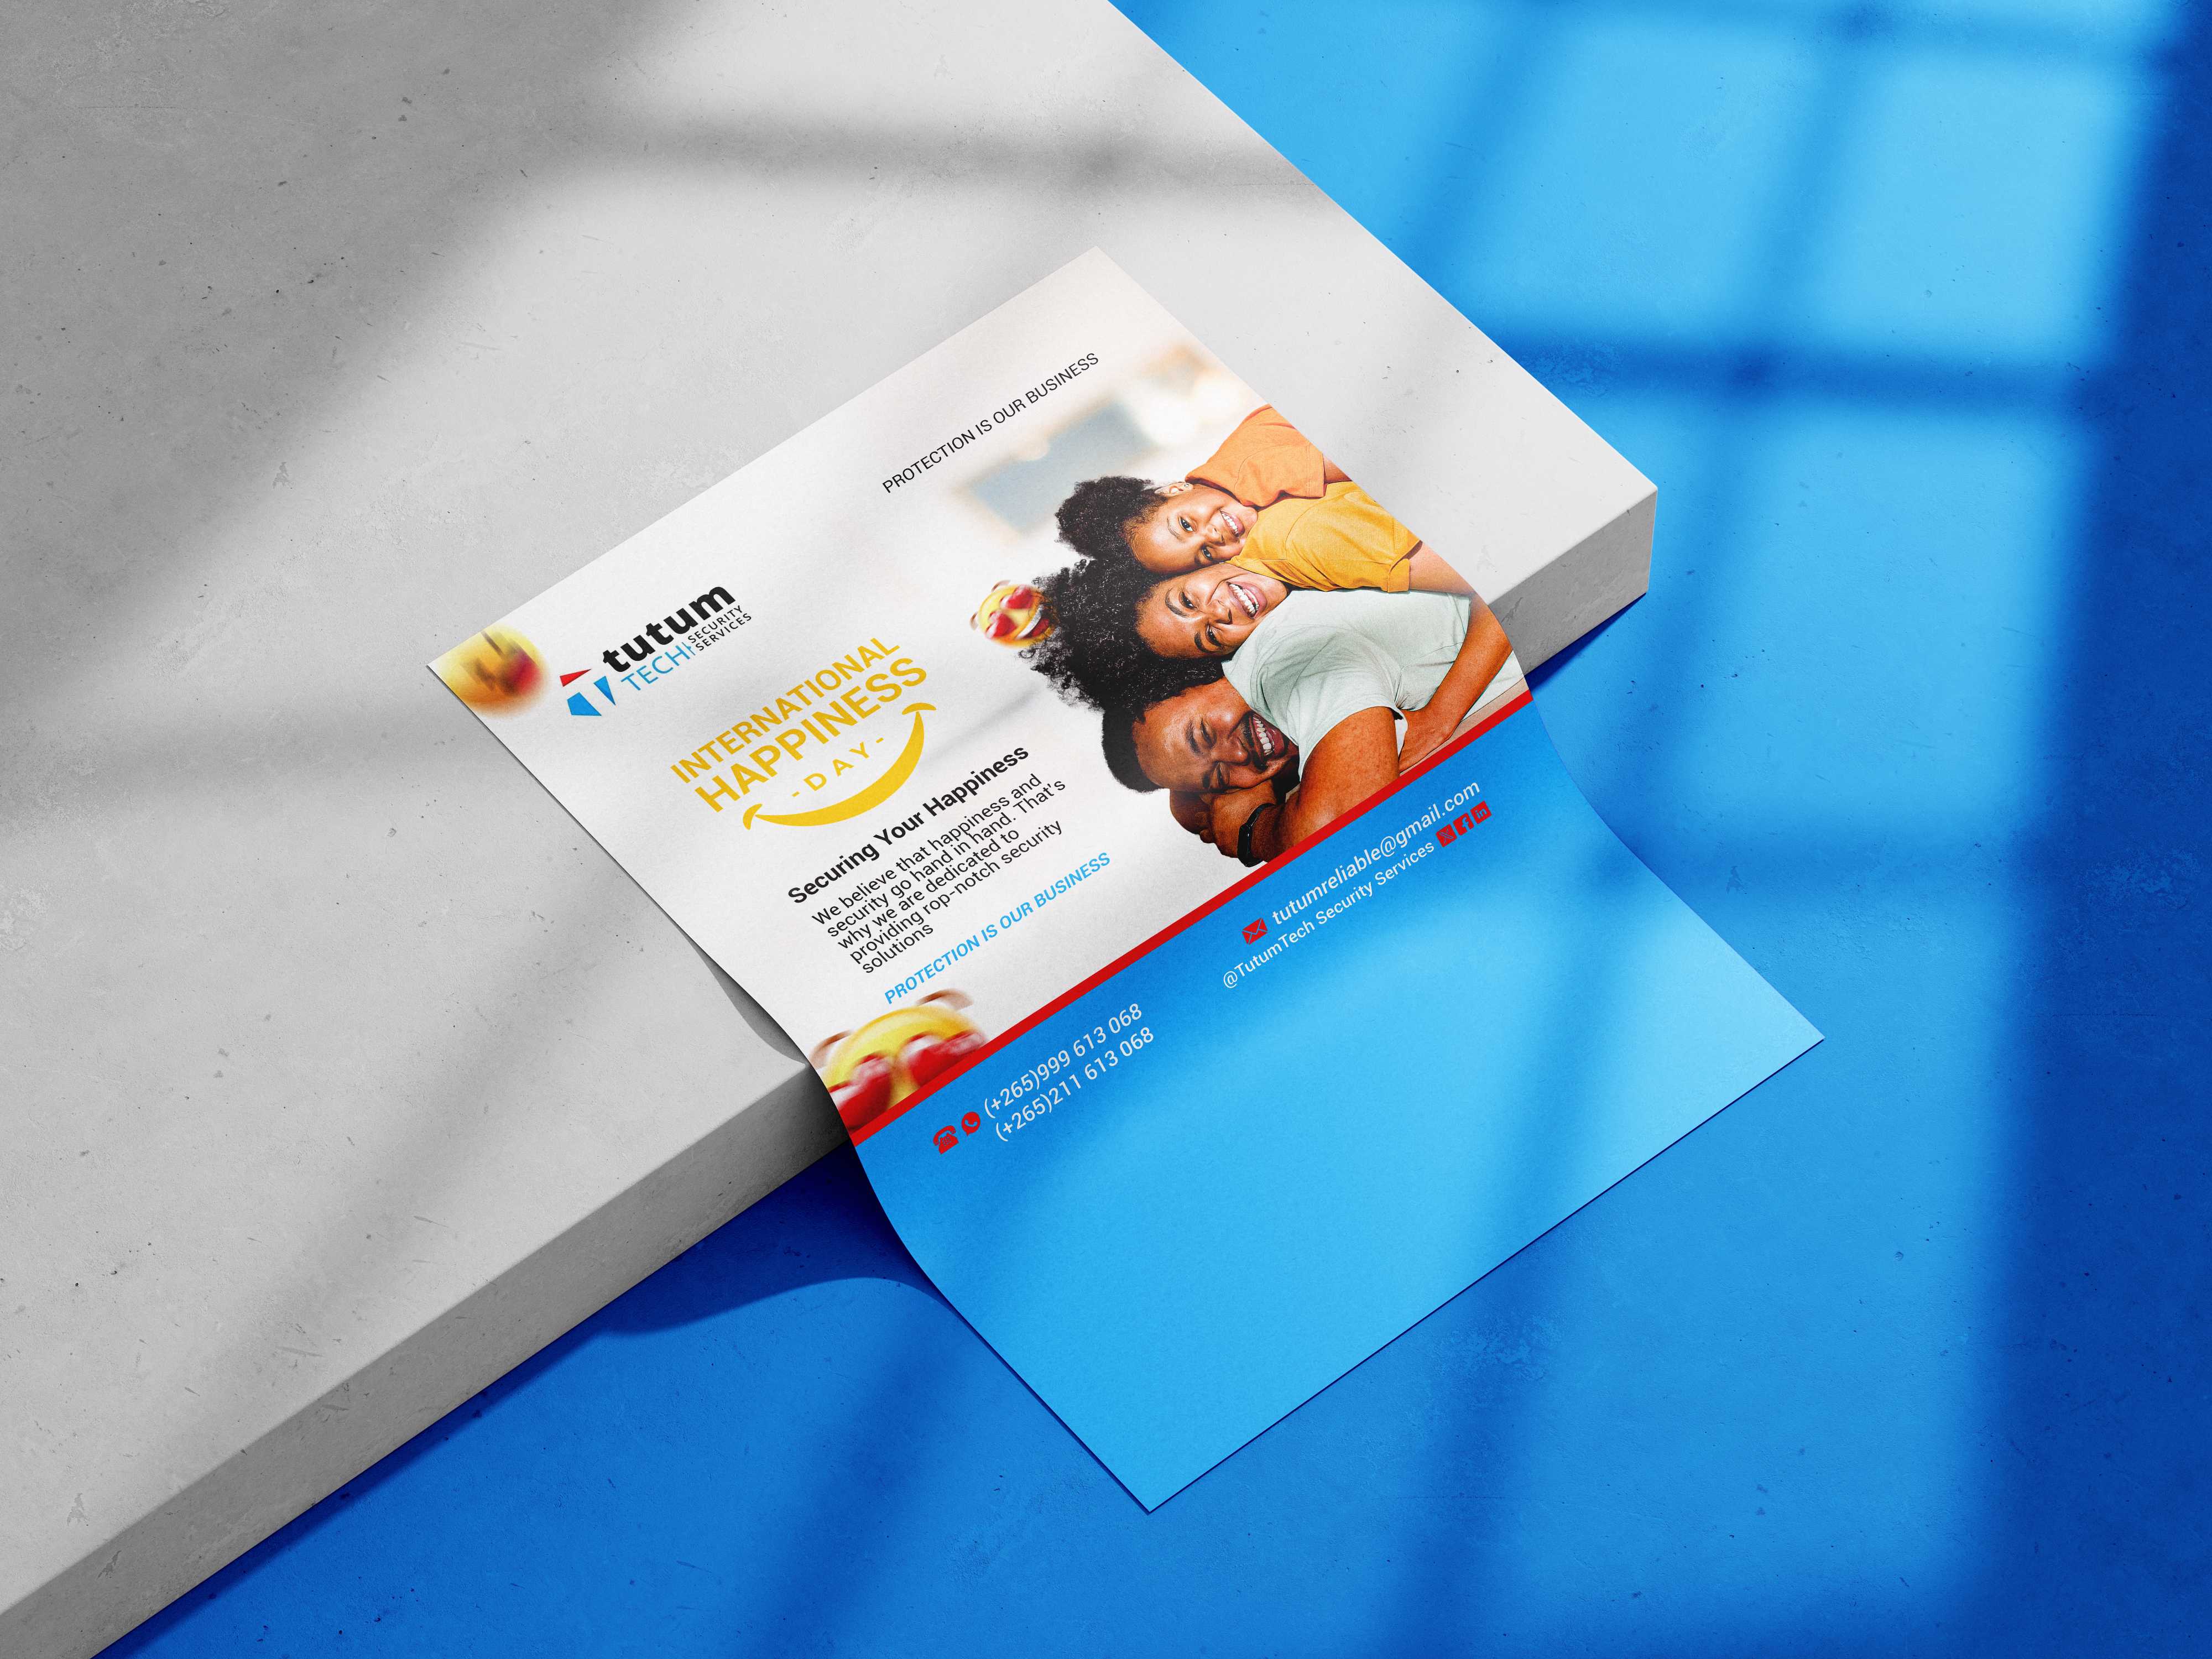 PROTECTION IS OUR BUSINESS
tutum
TECH SECURITY
SERVICES
INTERNATIONAL
HAPPINESS
- DAY -
Securing Your Happiness
We believe that happiness and
security go hand in hand. That's
why we are dedicated to
providing rop-notch security
solutions
PROTECTION IS OUR BUSINESS
(+265)999 613 068
(+265)211 613 068
tutumreliable@gmail.com
@TutumTech Security Services